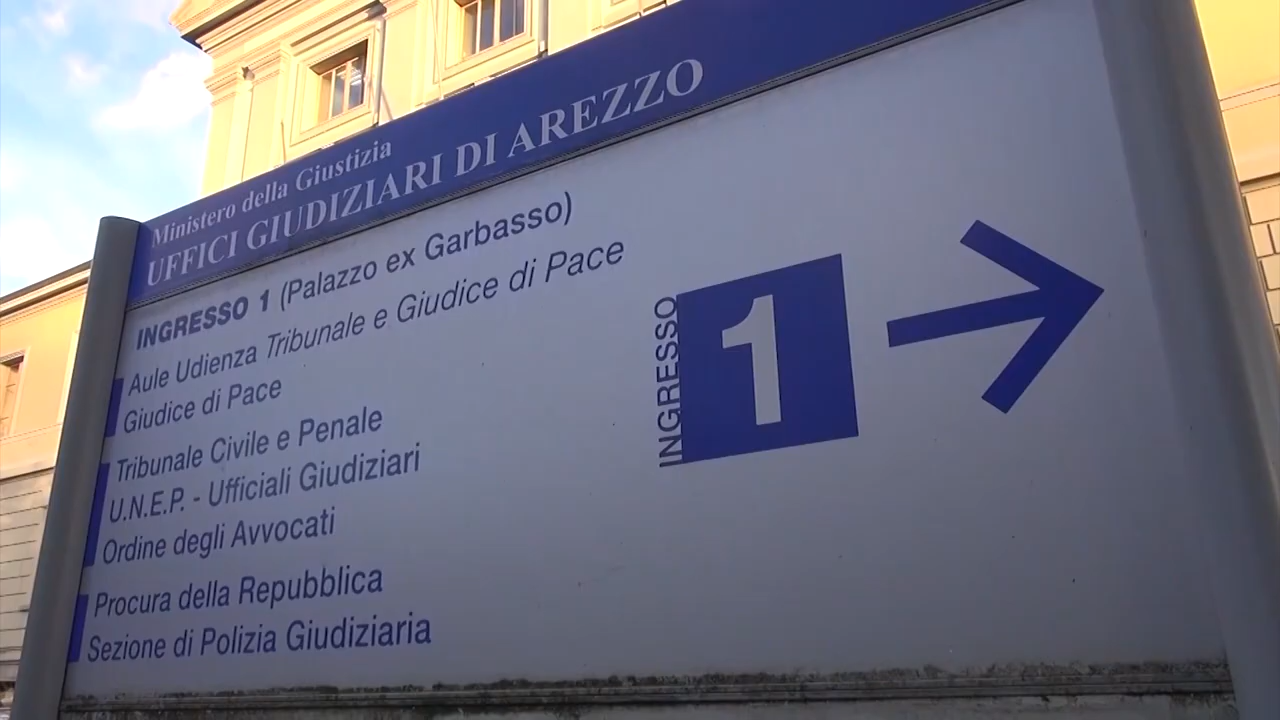 Ministero della Giustizia
UFFICI GIUDIZIARI DI AREZZO
INGRESSO 1 (Palazzo ex Garbasso)
Aule Udienza Tribunale e Giudice di Pace
Giudice di Pace
Tribunale Civile e Penale
U.N.E.P. - Ufficiali Giudiziari
Ordine degli Avvocati
Procura della Repubblica
Sezione di Polizia Giudiziaria
INGRESSO
1